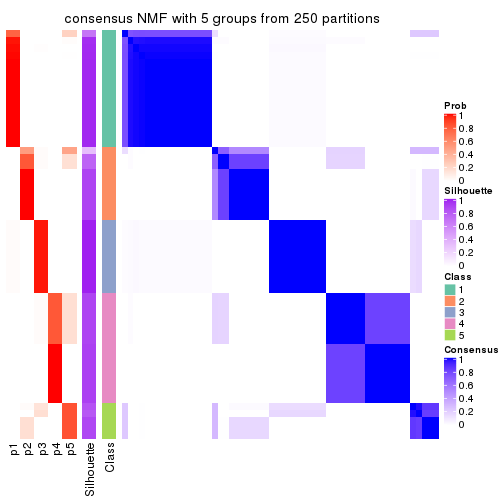 consensus NMF with 5 groups from 250 partitions
Prob
1
0.8
0.6
0.4
0.2
0
Silhouette
1
0.8
0.6
0.4
0.2
0
Class
1
2
3
4
5
Consensus
1
0.8
0.6
0.4
0.2
0
p1
p2
p3
p4
p5
Silhouette
Class